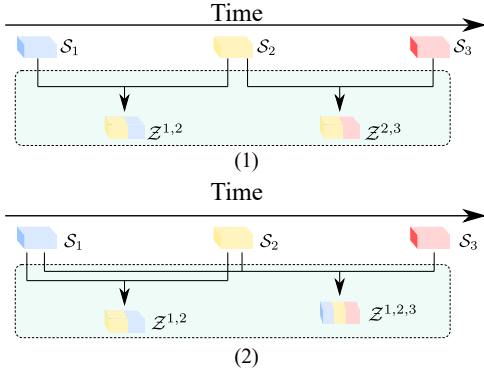 Time
𝒮₁ 𝒮₂ 𝒮₃
𝒵¹,² 𝒵²,³
(1)
Time
𝒮₁ 𝒮₂ 𝒮₃
𝒵¹,² 𝒵¹,²,³
(2)